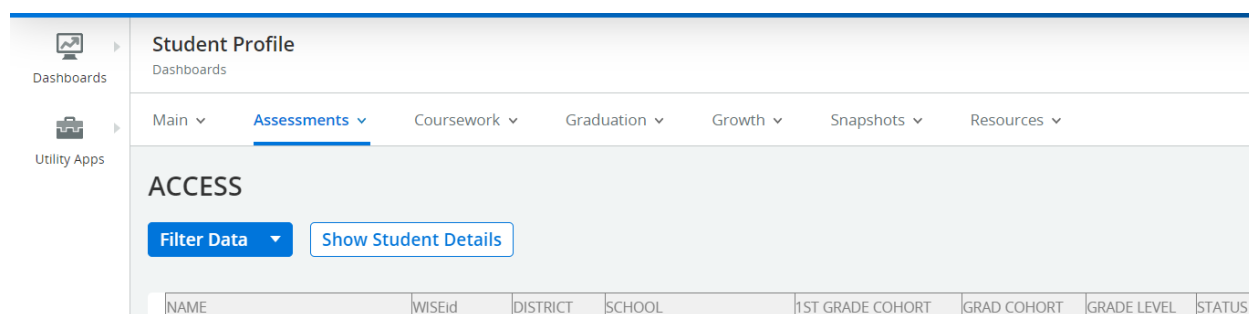 Dashboards
Utility Apps
Student Profile
Dashboards
Main Assessments Coursework Graduation Growth Snapshots Resources
ACCESS
Filter Data Show Student Details
NAME WISEid DISTRICT SCHOOL 1ST GRADE COHORT GRAD COHORT GRADE LEVEL STATUS